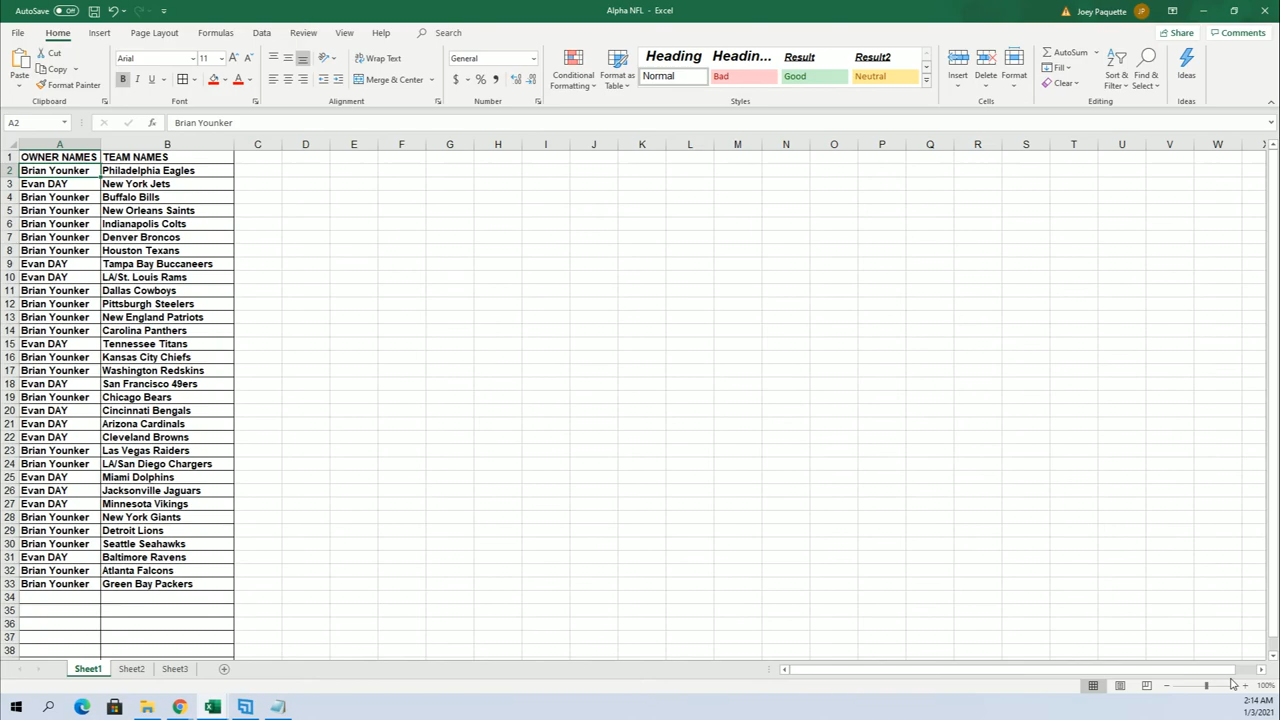 AutoSave Off Alpha NFL - Excel Joey Paquette JP
File Home Insert Page Layout Formulas Data Review View Help Search Share Comments
Paste Cut Copy Format Painter Clipboard
Arial 11 A A B I U A Font
ab Wrap Text Merge & Center Alignment
General $ % , Number
Conditional Formatting Format as Table
Heading Headin... Result Result2
Normal Bad Good Neutral
Styles
Insert Delete Format Cells
AutoSum Fill Clear Sort & Filter Find & Select Editing
Ideas Ideas
A2 fx Brian Younker
A B C D E F G H I J K L M N O P Q R S T U V W X
1 OWNER NAMES TEAM NAMES
2 Brian Younker Philadelphia Eagles
3 Evan DAY New York Jets
4 Brian Younker Buffalo Bills
5 Brian Younker New Orleans Saints
6 Brian Younker Indianapolis Colts
7 Brian Younker Denver Broncos
8 Brian Younker Houston Texans
9 Evan DAY Tampa Bay Buccaneers
10 Evan DAY LA/St. Louis Rams
11 Brian Younker Dallas Cowboys
12 Brian Younker Pittsburgh Steelers
13 Brian Younker New England Patriots
14 Brian Younker Carolina Panthers
15 Evan DAY Tennessee Titans
16 Brian Younker Kansas City Chiefs
17 Brian Younker Washington Redskins
18 Evan DAY San Francisco 49ers
19 Brian Younker Chicago Bears
20 Evan DAY Cincinnati Bengals
21 Evan DAY Arizona Cardinals
22 Evan DAY Cleveland Browns
23 Brian Younker Las Vegas Raiders
24 Brian Younker LA/San Diego Chargers
25 Evan DAY Miami Dolphins
26 Evan DAY Jacksonville Jaguars
27 Evan DAY Minnesota Vikings
28 Brian Younker New York Giants
29 Brian Younker Detroit Lions
30 Brian Younker Seattle Seahawks
31 Evan DAY Baltimore Ravens
32 Brian Younker Atlanta Falcons
33 Brian Younker Green Bay Packers
34
35
36
37
38
Sheet1 Sheet2 Sheet3
100%
2:14 AM
1/3/2021